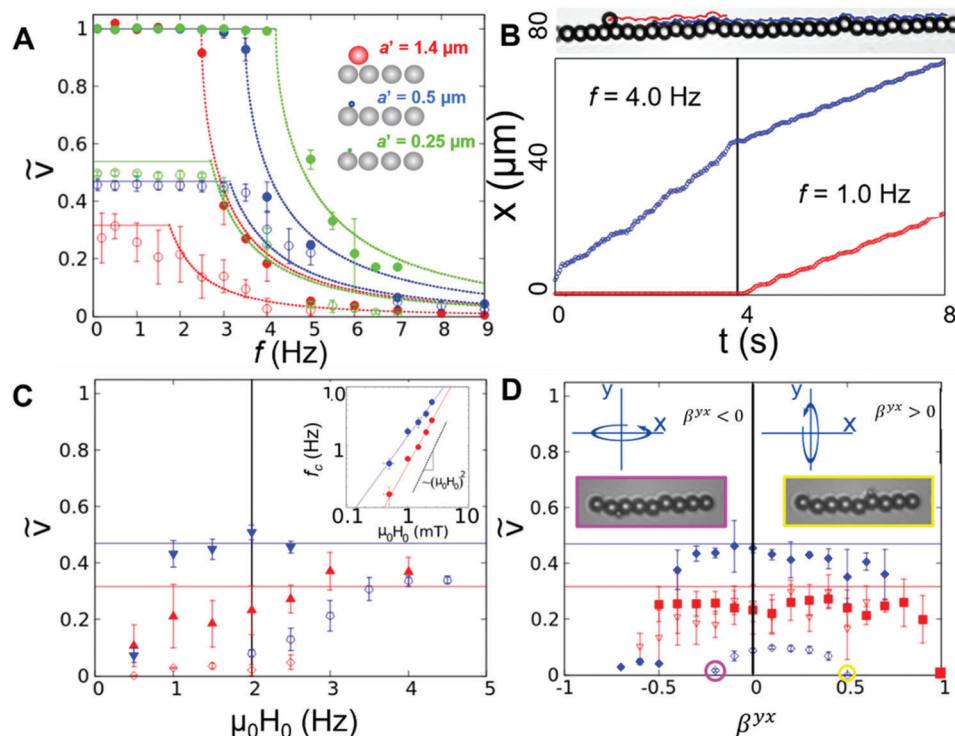 A
1
0.8
0.6
0.4
0.2
0
ṽ
0 1 2 3 4 5 6 7 8 9
f (Hz)
a' = 1.4 μm
a' = 0.5 μm
a' = 0.25 μm
B
80
40
0
x (μm)
f = 4.0 Hz
f = 1.0 Hz
0 4 8
t (s)
C
1
0.8
0.6
0.4
0.2
0
ṽ
0 1 2 3 4 5
μ₀H₀ (Hz)
10
1
f_c (Hz)
~(μ₀H₀)²
0.1 1 10
μ₀H₀ (mT)
D
1
0.8
0.6
0.4
0.2
0
ṽ
y
x
β^yx < 0
y
x
β^yx > 0
-1 -0.5 0 0.5 1
β^yx